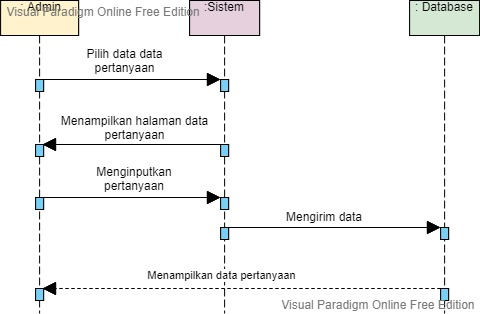 Visual Paradigm Online Free Edition
: Admin
:Sistem
: Database
Pilih data data
pertanyaan
Menampilkan halaman data
pertanyaan
Menginputkan
pertanyaan
Mengirim data
Menampilkan data pertanyaan
Visual Paradigm Online Free Edition